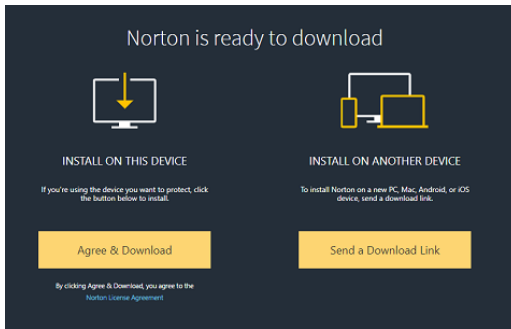 Norton is ready to download
INSTALL ON THIS DEVICE
If you're using the device you want to protect, click
the button below to install.
Agree & Download
By clicking Agree & Download, you agree to the
Norton License Agreement
INSTALL ON ANOTHER DEVICE
To install Norton on a new PC, Mac, Android, or iOS
device, send a download link.
Send a Download Link